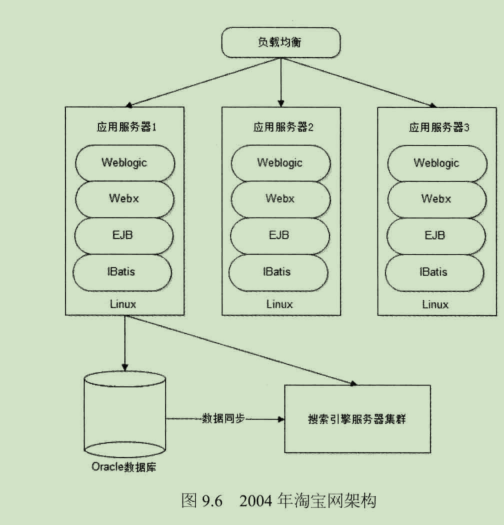 负载均衡
应用服务器1
应用服务器2
应用服务器3
Weblogic
Weblogic
Weblogic
Webx
Webx
Webx
EJB
EJB
EJB
IBatis
IBatis
IBatis
Linux
Linux
Linux
数据同步
搜索引擎服务器集群
Oracle数据库
图 9.6 2004 年淘宝网架构